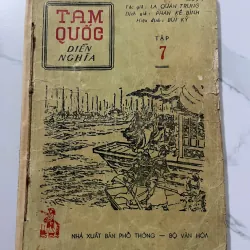 TAM
QUỐC
DIỄN
NGHĨA
Tác giả: LA QUÁN TRUNG
Dịch giả: PHAN KẾ BÍNH
Hiệu đính: BÙI KỶ
TẬP
7
NHÀ XUẤT BẢN PHỔ THÔNG — BỘ VĂN HÓA